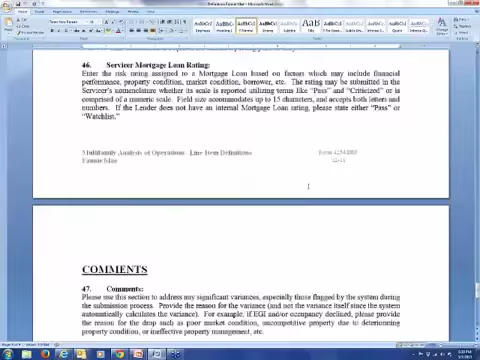 46. Servicer Mortgage Loan Rating:
Enter the risk rating assigned to a Mortgage Loan based on factors which may include financial
performance, property condition, market condition, borrower, etc. The rating may be submitted in the
Servicer's nomenclature whether its scale is reported utilizing terms like "Pass" and "Criticized" or is
comprised of a numeric scale. Field size accommodates up to 15 characters, and accepts both letters and
numbers. If the Lender does not have an internal Mortgage Loan rating, please state either "Pass" or
"Watchlist."
Multifamily Analysis of Operations - Line Item Definitions
Form 4254.DEF
Fannie Mae
COMMENTS
47. Comments:
Please use this section to address any significant variances, especially those flagged by the system during
the submission process. Provide the reason for the variance (and not the variance itself since the system
automatically calculates the variance). For example, if EGI and/or occupancy declined, please provide
the reason for the drop such as poor market condition, uncompetitive property due to deteriorating
property condition, or ineffective property management, etc.